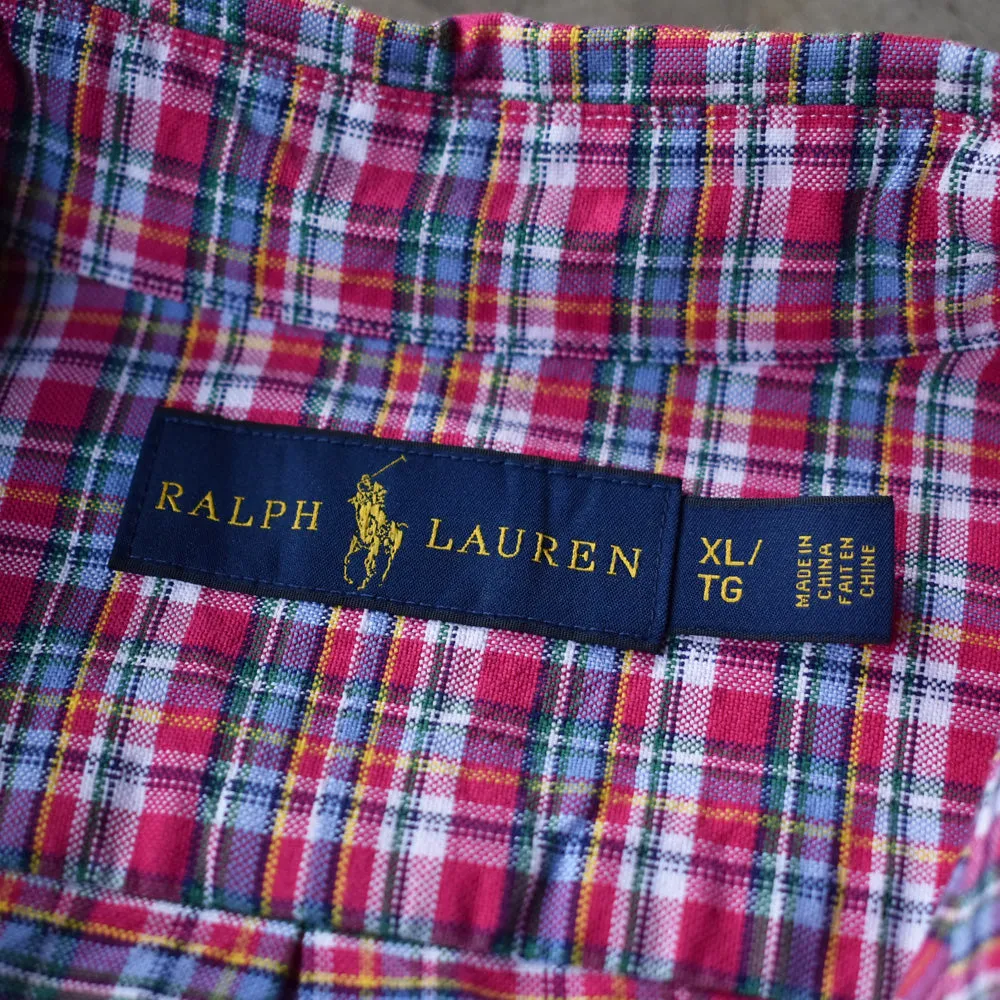 RALPH LAUREN
XL/
TG
MADE IN
CHINA
FAIT EN
CHINE